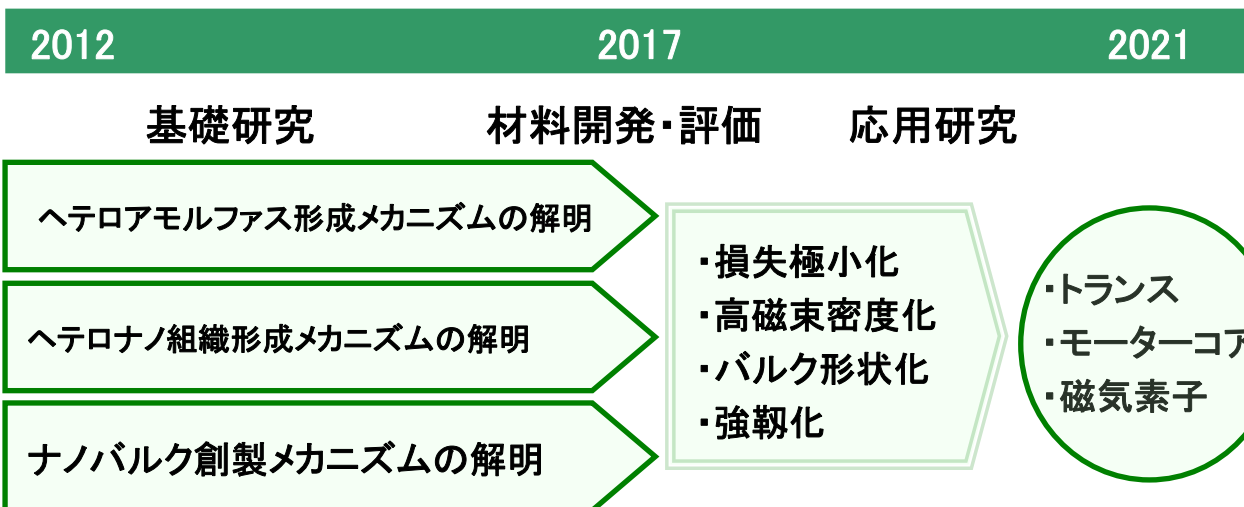 2012 2017 2021
基礎研究 材料開発・評価 応用研究
ヘテロアモルファス形成メカニズムの解明
ヘテロナノ組織形成メカニズムの解明
ナノバルク創製メカニズムの解明
・損失極小化
・高磁束密度化
・バルク形状化
・強靱化
・トランス
・モーターコア
・磁気素子